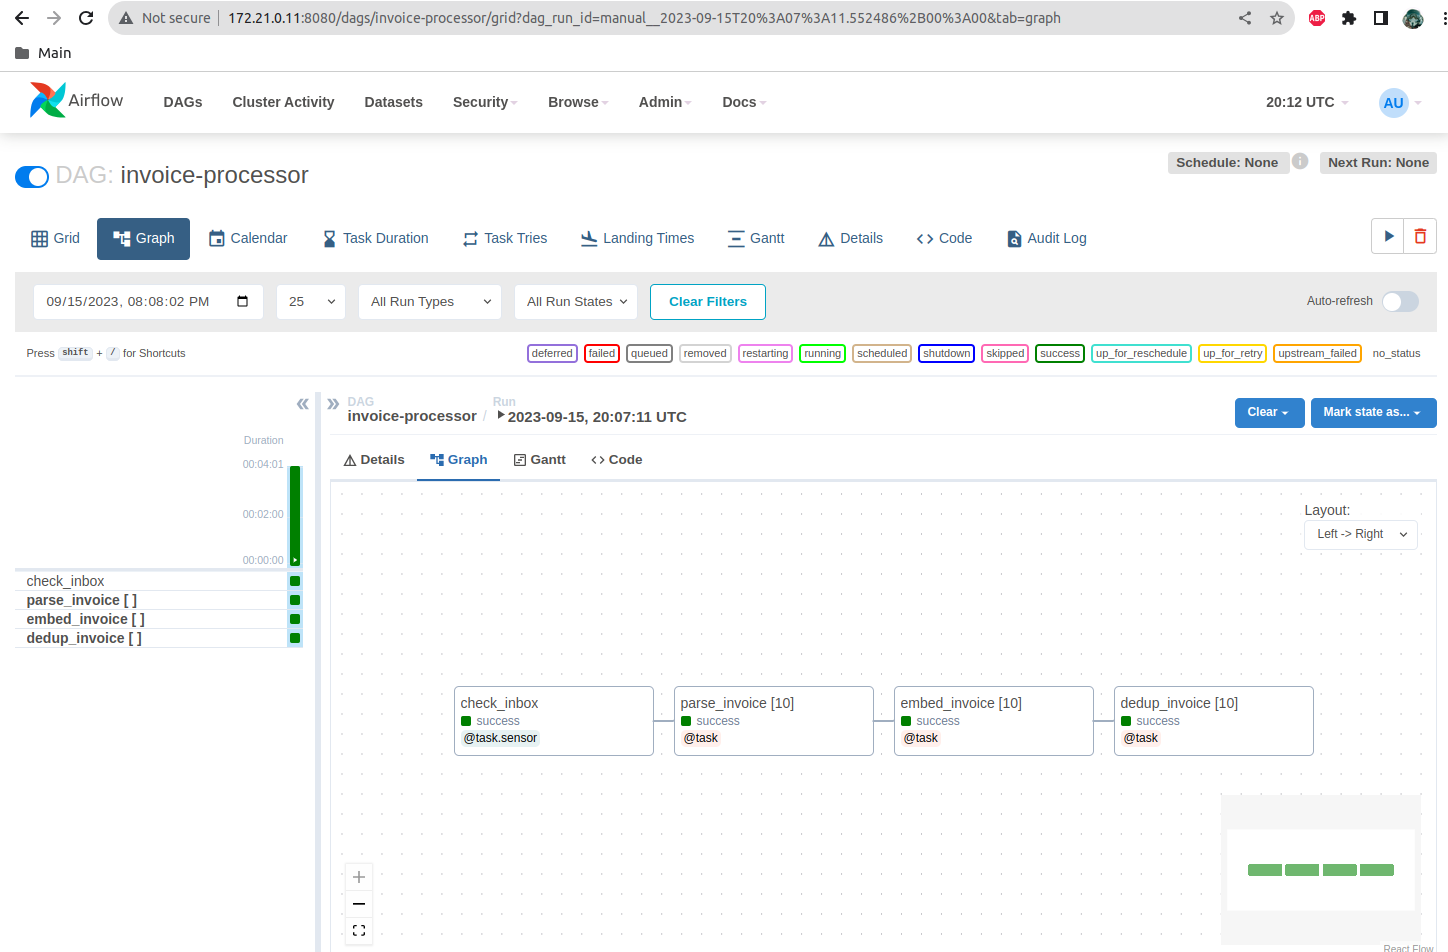 Not secure 172.21.0.11:8080/dags/invoice-processor/grid?dag_run_id=manual__2023-09-15T20%3A07%3A11.552486%2B00%3A00&tab=graph ABP
Main
Airflow DAGs Cluster Activity Datasets Security Browse Admin Docs 20:12 UTC AU
DAG: invoice-processor Schedule: None i Next Run: None
Grid Graph Calendar Task Duration Task Tries Landing Times Gantt Details Code Audit Log
09/15/2023, 08:08:02 PM 25 All Run Types All Run States Clear Filters Auto-refresh
Press shift + / for Shortcuts deferred failed queued removed restarting running scheduled shutdown skipped success up_for_reschedule up_for_retry upstream_failed no_status
DAG Run
invoice-processor / 2023-09-15, 20:07:11 UTC Clear Mark state as...
Duration
00:04:01
00:02:00
00:00:00
check_inbox
parse_invoice [ ]
embed_invoice [ ]
dedup_invoice [ ]
Details Graph Gantt Code
Layout:
Left -> Right
check_inbox
success
@task.sensor
parse_invoice [10]
success
@task
embed_invoice [10]
success
@task
dedup_invoice [10]
success
@task
React Flow